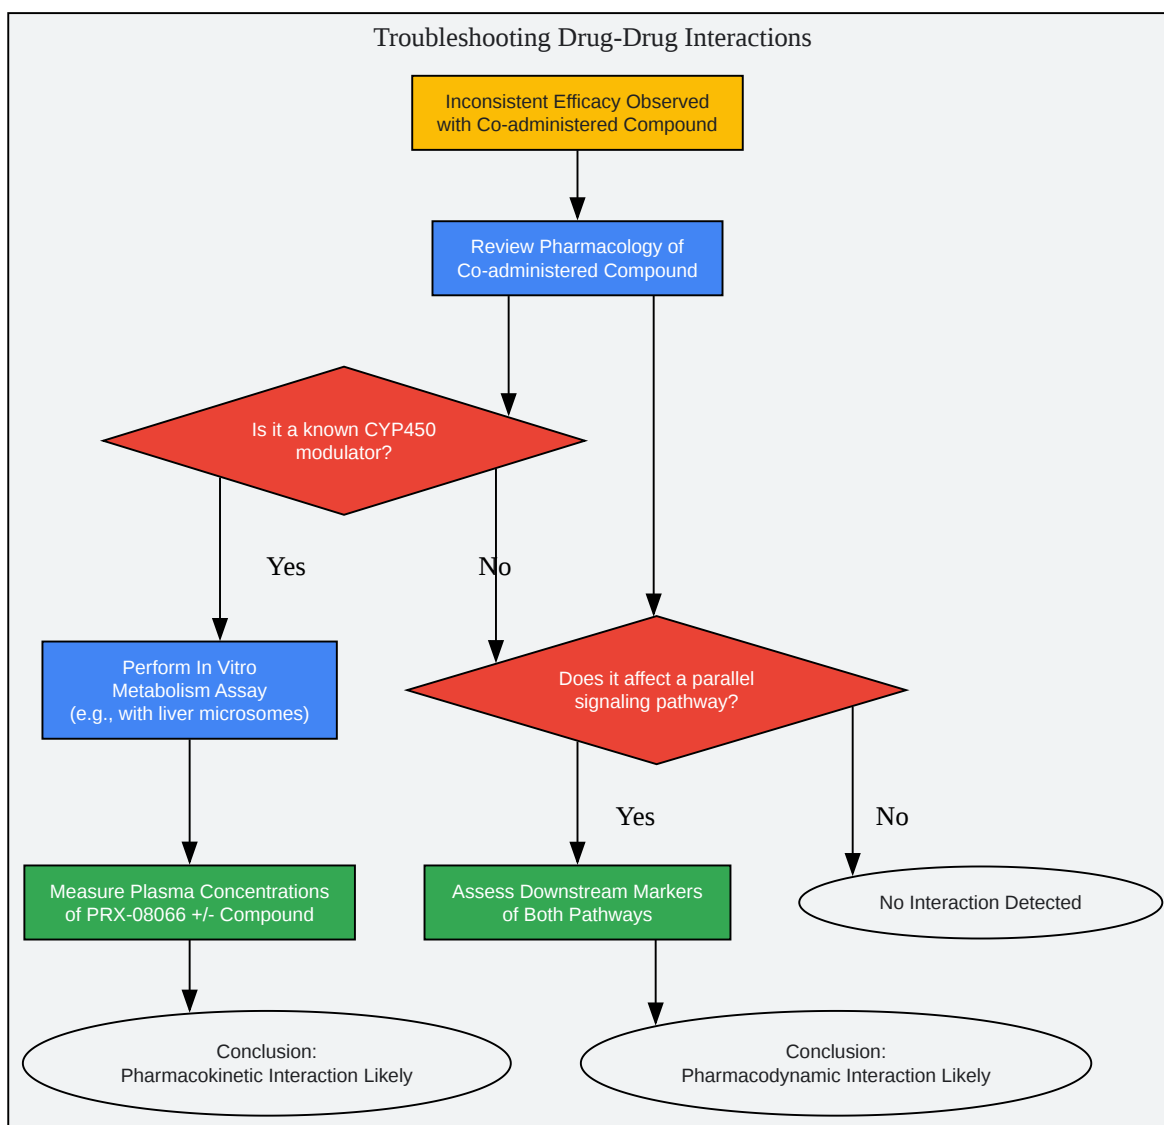 Troubleshooting Drug-Drug Interactions
Inconsistent Efficacy Observed
with Co-administered Compound
Review Pharmacology of
Co-administered Compound
Is it a known CYP450
modulator?
Yes
No
Perform In Vitro
Metabolism Assay
(e.g., with liver microsomes)
Does it affect a parallel
signaling pathway?
Yes
No
Measure Plasma Concentrations
of PRX-08066 +/- Compound
Assess Downstream Markers
of Both Pathways
No Interaction Detected
Conclusion:
Pharmacokinetic Interaction Likely
Conclusion:
Pharmacodynamic Interaction Likely